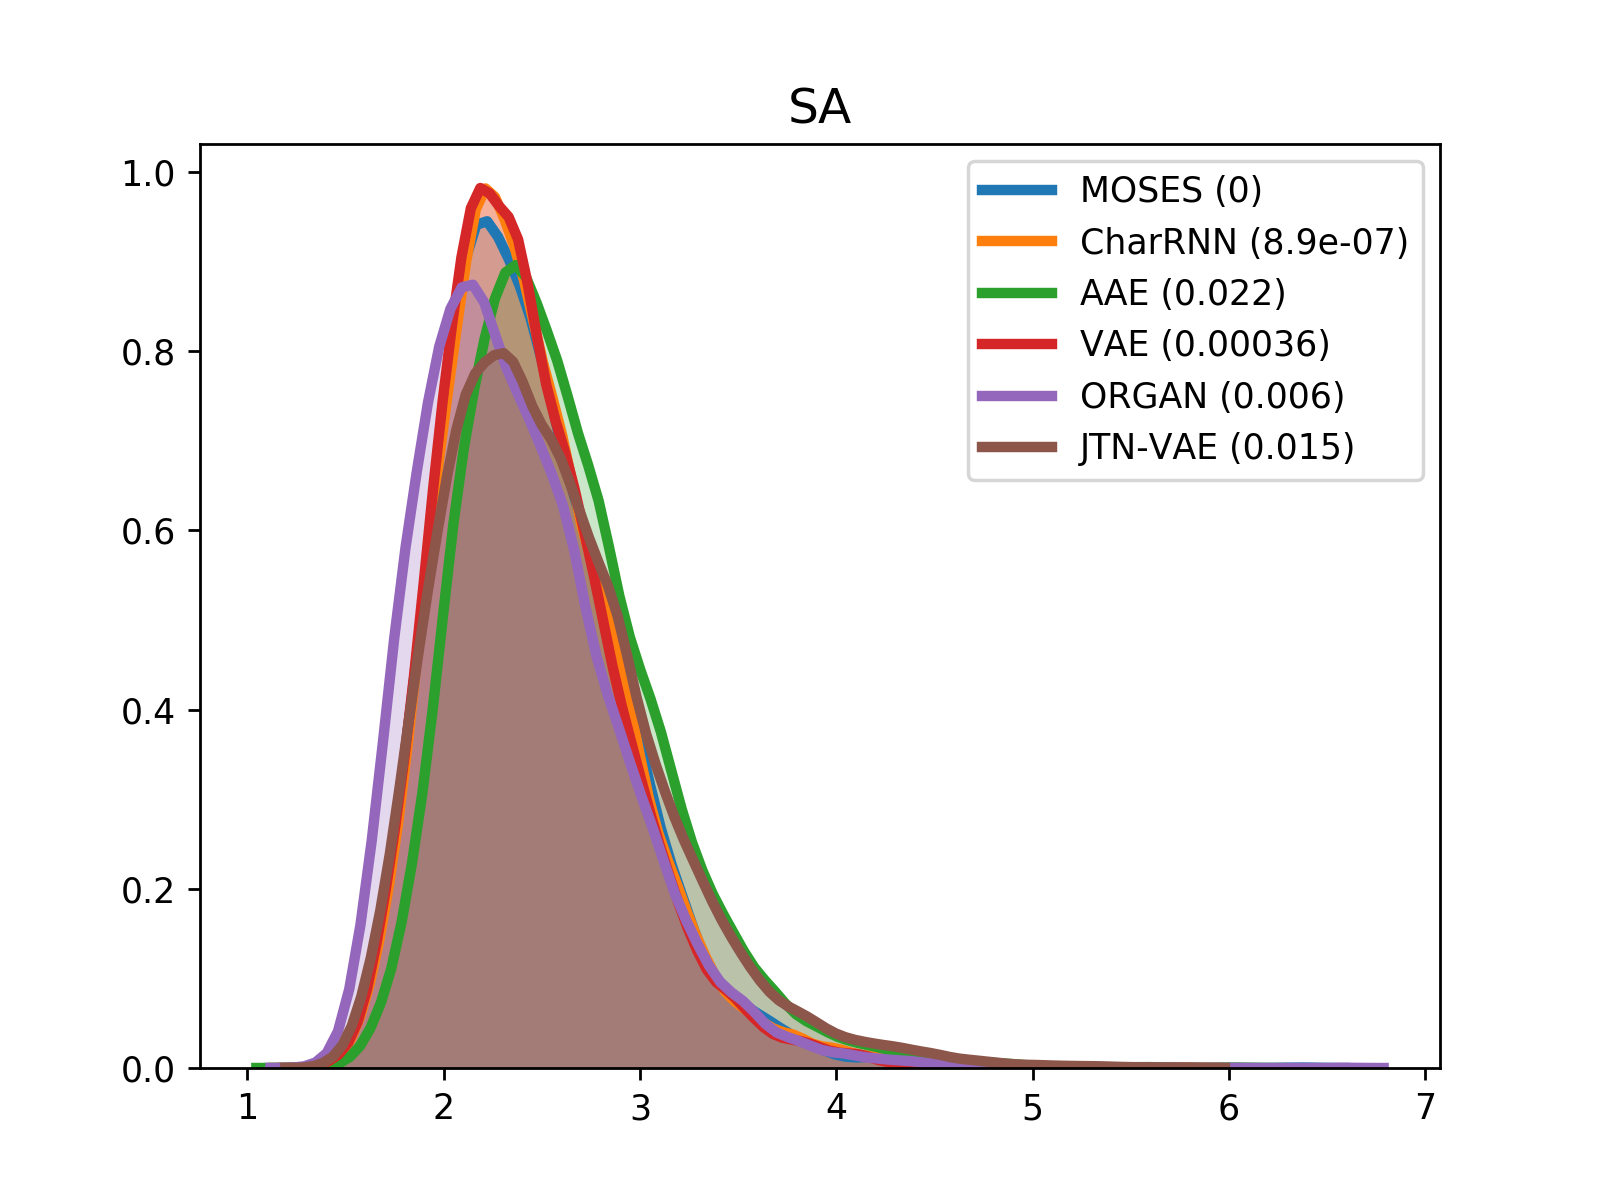 SA
1.0
0.8
0.6
0.4
0.2
0.0
1 2 3 4 5 6 7
MOSES (0)
CharRNN (8.9e-07)
AAE (0.022)
VAE (0.00036)
ORGAN (0.006)
JTN-VAE (0.015)